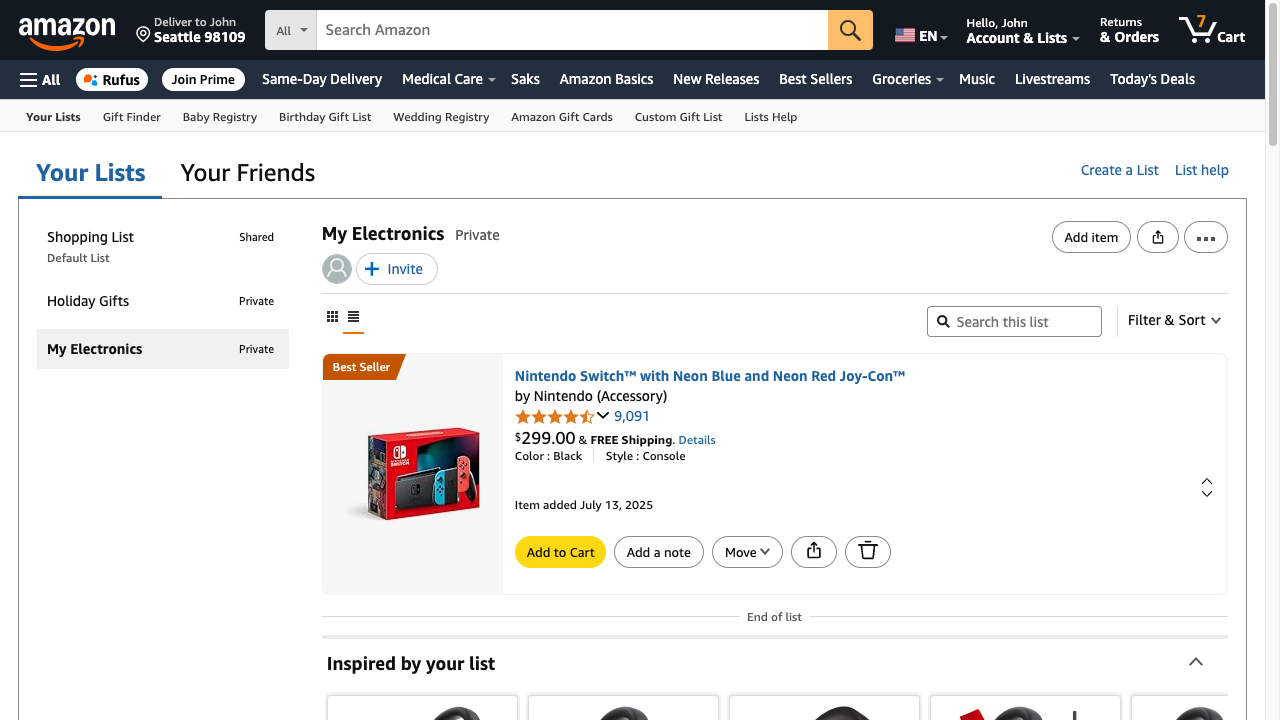 amazon
Deliver to John
Seattle 98109
All
Search Amazon
EN
Hello, John
Account & Lists
Returns
& Orders
7
Cart
All
Rufus
Join Prime
Same-Day Delivery
Medical Care
Saks
Amazon Basics
New Releases
Best Sellers
Groceries
Music
Livestreams
Today's Deals
Your Lists
Gift Finder
Baby Registry
Birthday Gift List
Wedding Registry
Amazon Gift Cards
Custom Gift List
Lists Help
Your Lists
Your Friends
Create a List
List help
Shopping List
Shared
Default List
Holiday Gifts
Private
My Electronics
Private
My Electronics
Private
Add item
Invite
Search this list
Filter & Sort
Best Seller
Nintendo Switch™ with Neon Blue and Neon Red Joy-Con™
by Nintendo (Accessory)
9,091
$299.00 & FREE Shipping. Details
Color : Black
Style : Console
Item added July 13, 2025
Add to Cart
Add a note
Move
NINTENDO
SWITCH
End of list
Inspired by your list